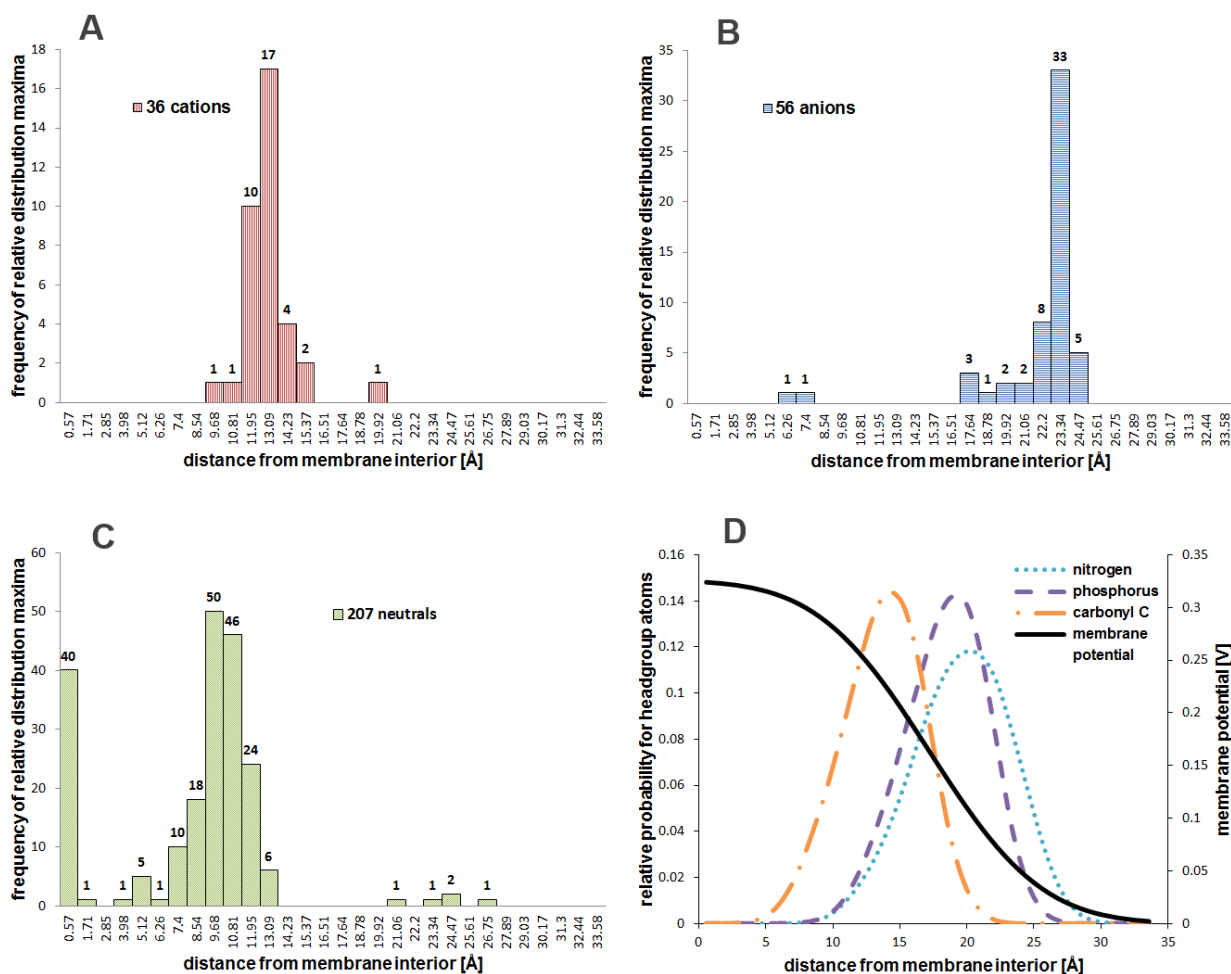 A
frequency of relative distribution maxima
18
16
14
12
10
8
6
4
2
0
36 cations
1
1
10
17
4
2
1
0.57 1.71 2.85 3.98 5.12 6.26 7.4 8.54 9.68 10.81 11.95 13.09 14.23 15.37 16.51 17.64 18.78 19.92 21.06 22.2 23.34 24.47 25.61 26.75 27.89 29.03 30.17 31.3 32.44 33.58
distance from membrane interior [Å]
B
frequency of relative distribution maxima
35
30
25
20
15
10
5
0
56 anions
1
1
3
1
2
2
8
33
5
0.57 1.71 2.85 3.98 5.12 6.26 7.4 8.54 9.68 10.81 11.95 13.09 14.23 15.37 16.51 17.64 18.78 19.92 21.06 22.2 23.34 24.47 25.61 26.75 27.89 29.03 30.17 31.3 32.44 33.58
distance from membrane interior [Å]
C
frequency of relative distribution maxima
60
50
40
30
20
10
0
207 neutrals
40
1
1
5
1
10
18
50
46
24
6
1
1
2
1
0.57 1.71 2.85 3.98 5.12 6.26 7.4 8.54 9.68 10.81 11.95 13.09 14.23 15.37 16.51 17.64 18.78 19.92 21.06 22.2 23.34 24.47 25.61 26.75 27.89 29.03 30.17 31.3 32.44 33.58
distance from membrane interior [Å]
D
relative probability for headgroup atoms
0.16
0.14
0.12
0.1
0.08
0.06
0.04
0.02
0
nitrogen
phosphorus
carbonyl C
membrane
potential
0.35
0.3
0.25
0.2
0.15
0.1
0.05
0
membrane potential [V]
0 5 10 15 20 25 30 35
distance from membrane interior [Å]